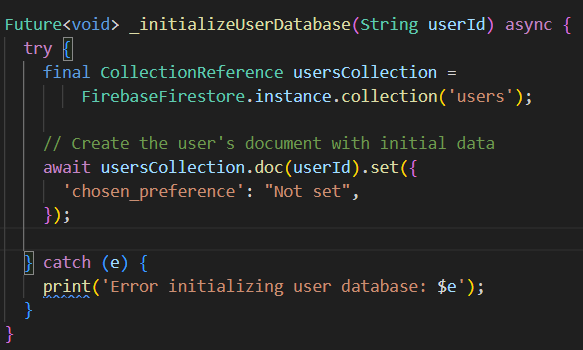 Future<void> _initializeUserDatabase(String userId) async {
  try {
    final CollectionReference usersCollection =
        FirebaseFirestore.instance.collection('users');

    // Create the user's document with initial data
    await usersCollection.doc(userId).set({
      'chosen_preference': "Not set",
    });

  } catch (e) {
    print('Error initializing user database: $e');
  }
}